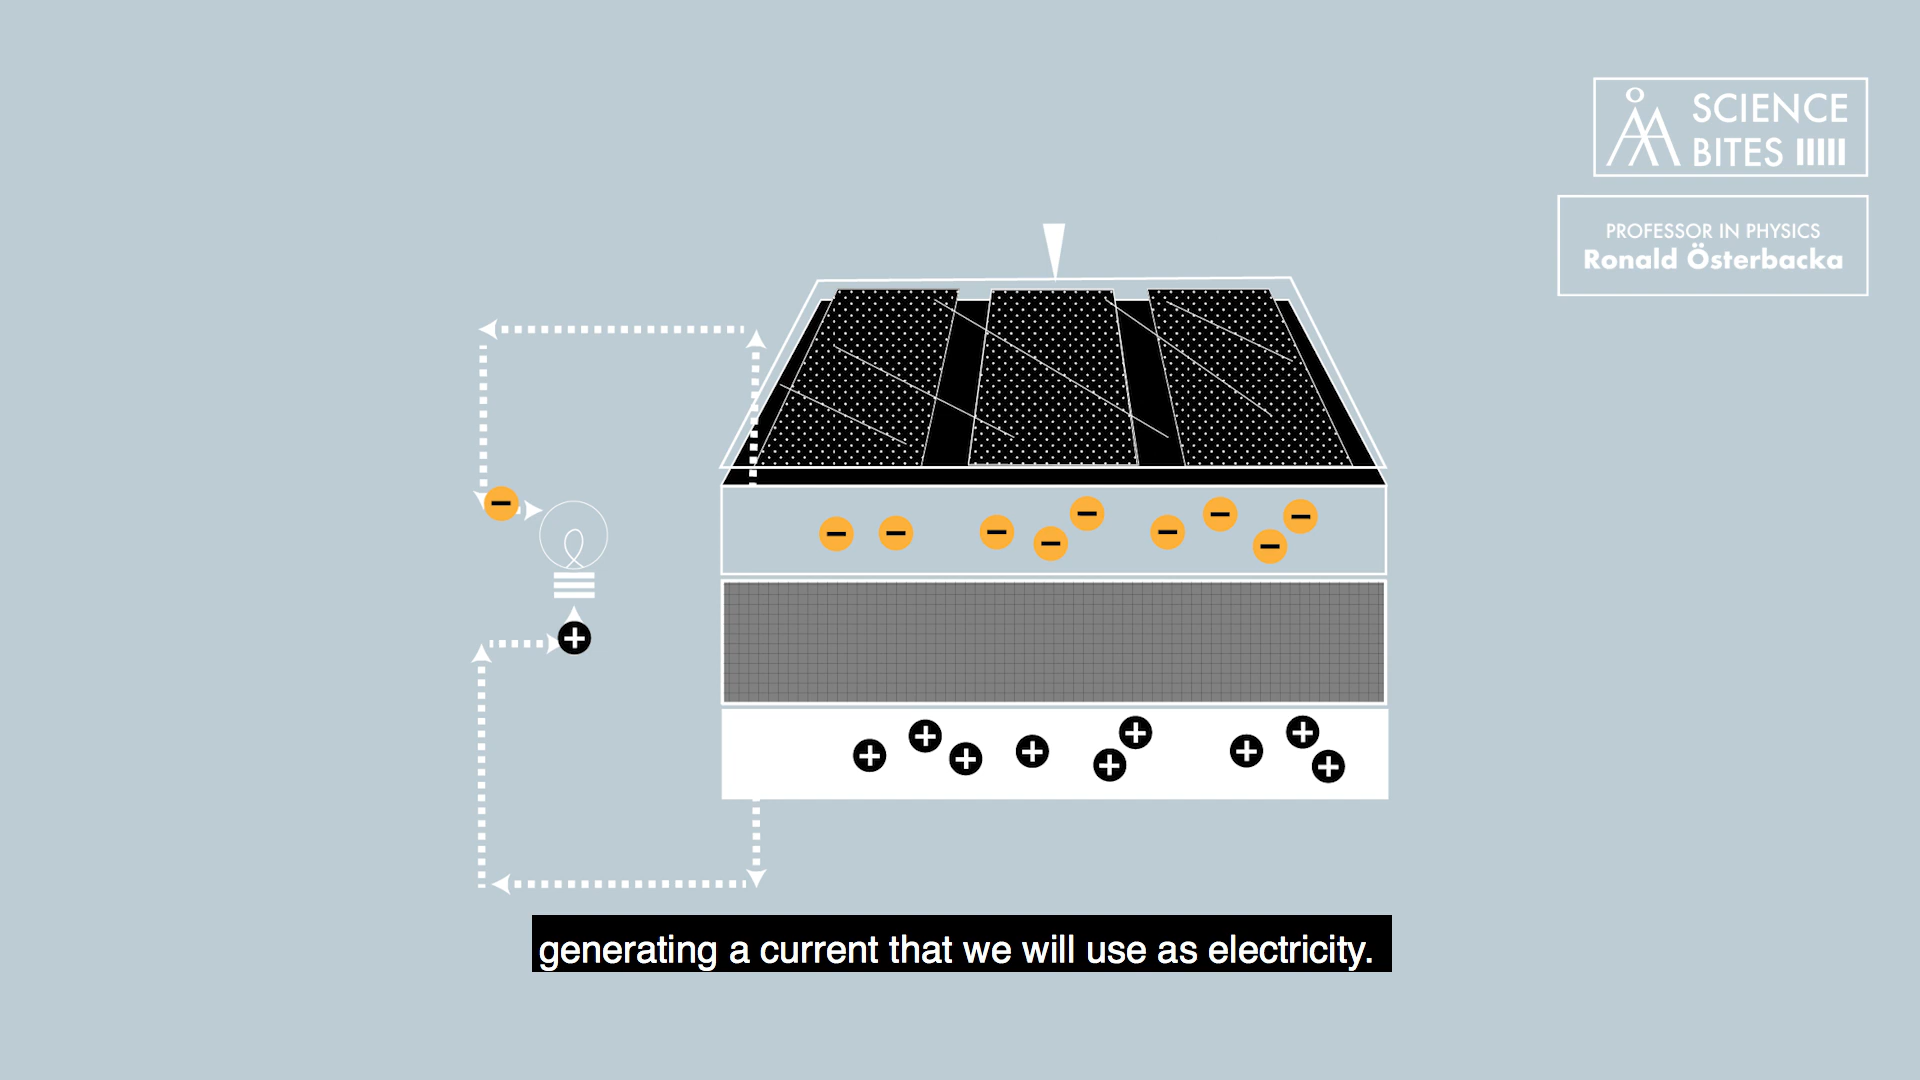 SCIENCE
BITES
PROFESSOR IN PHYSICS
Ronald Österbacka
generating a current that we will use as electricity.